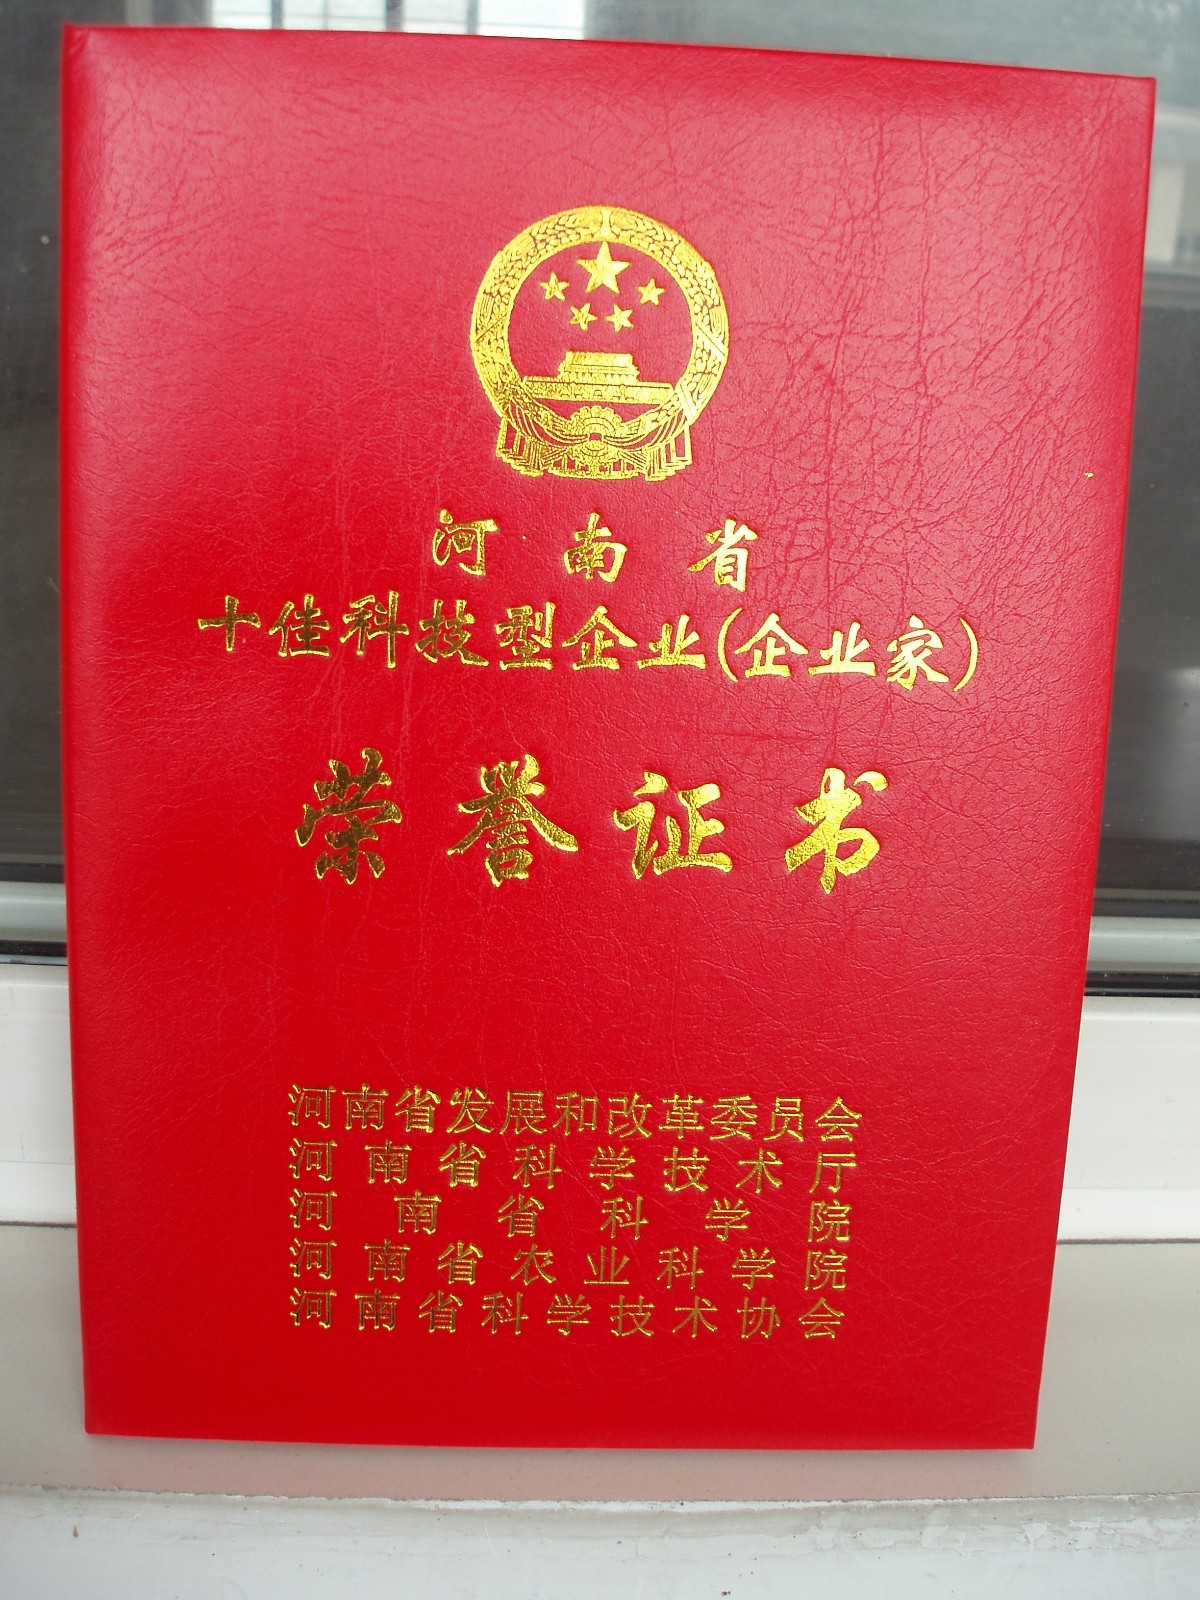 河南省
十佳科技型企业(企业家)
荣誉证书
河南省发展和改革委员会
河南省科学技术厅
河南省科学院
河南省农业科学院
河南省科学技术协会